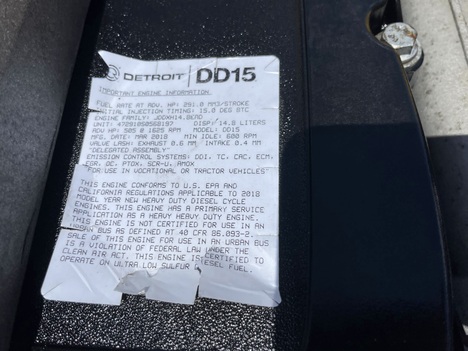 DETROIT DD15
IMPORTANT ENGINE INFORMATION
FUEL RATE AT ADV. HP: 251.0 MM3/STROKE
INITIAL INJECTION TIMING: 15.0 DEG BTC
ENGINE FAMILY: JDDXH14.8EAD
UNIT: DISP: 14.8 LITERS
ADV HP: 505 @ 1625 RPM MODEL: DD15
MFG. DATE: MAR 2018 MIN IDLE: 600 RPM
VALVE LASH: EXHAUST 0.6 MM INTAKE 0.4 MM
"DELEGATED ASSEMBLY"
EMISSION CONTROL SYSTEMS: DDI, TC, CAC, ECM,
EGR, OC, PTOX, SCR-U, AMOX
"FOR USE IN VOCATIONAL OR TRACTOR VEHICLES"
THIS ENGINE CONFORMS TO U.S. EPA AND
CALIFORNIA REGULATIONS APPLICABLE TO 2018
MODEL YEAR NEW HEAVY DUTY DIESEL CYCLE
ENGINES. THIS ENGINE HAS A PRIMARY SERVICE
APPLICATION AS A HEAVY HEAVY DUTY ENGINE.
THIS ENGINE IS NOT CERTIFIED FOR USE IN AN
URBAN BUS AS DEFINED AT 40 CFR 86.093-2.
SALE OF THIS ENGINE FOR USE IN AN URBAN BUS
IS A VIOLATION OF FEDERAL LAW UNDER THE
CLEAN AIR ACT. THIS ENGINE IS CERTIFIED TO
OPERATE ON ULTRA LOW SULFUR DIESEL FUEL.